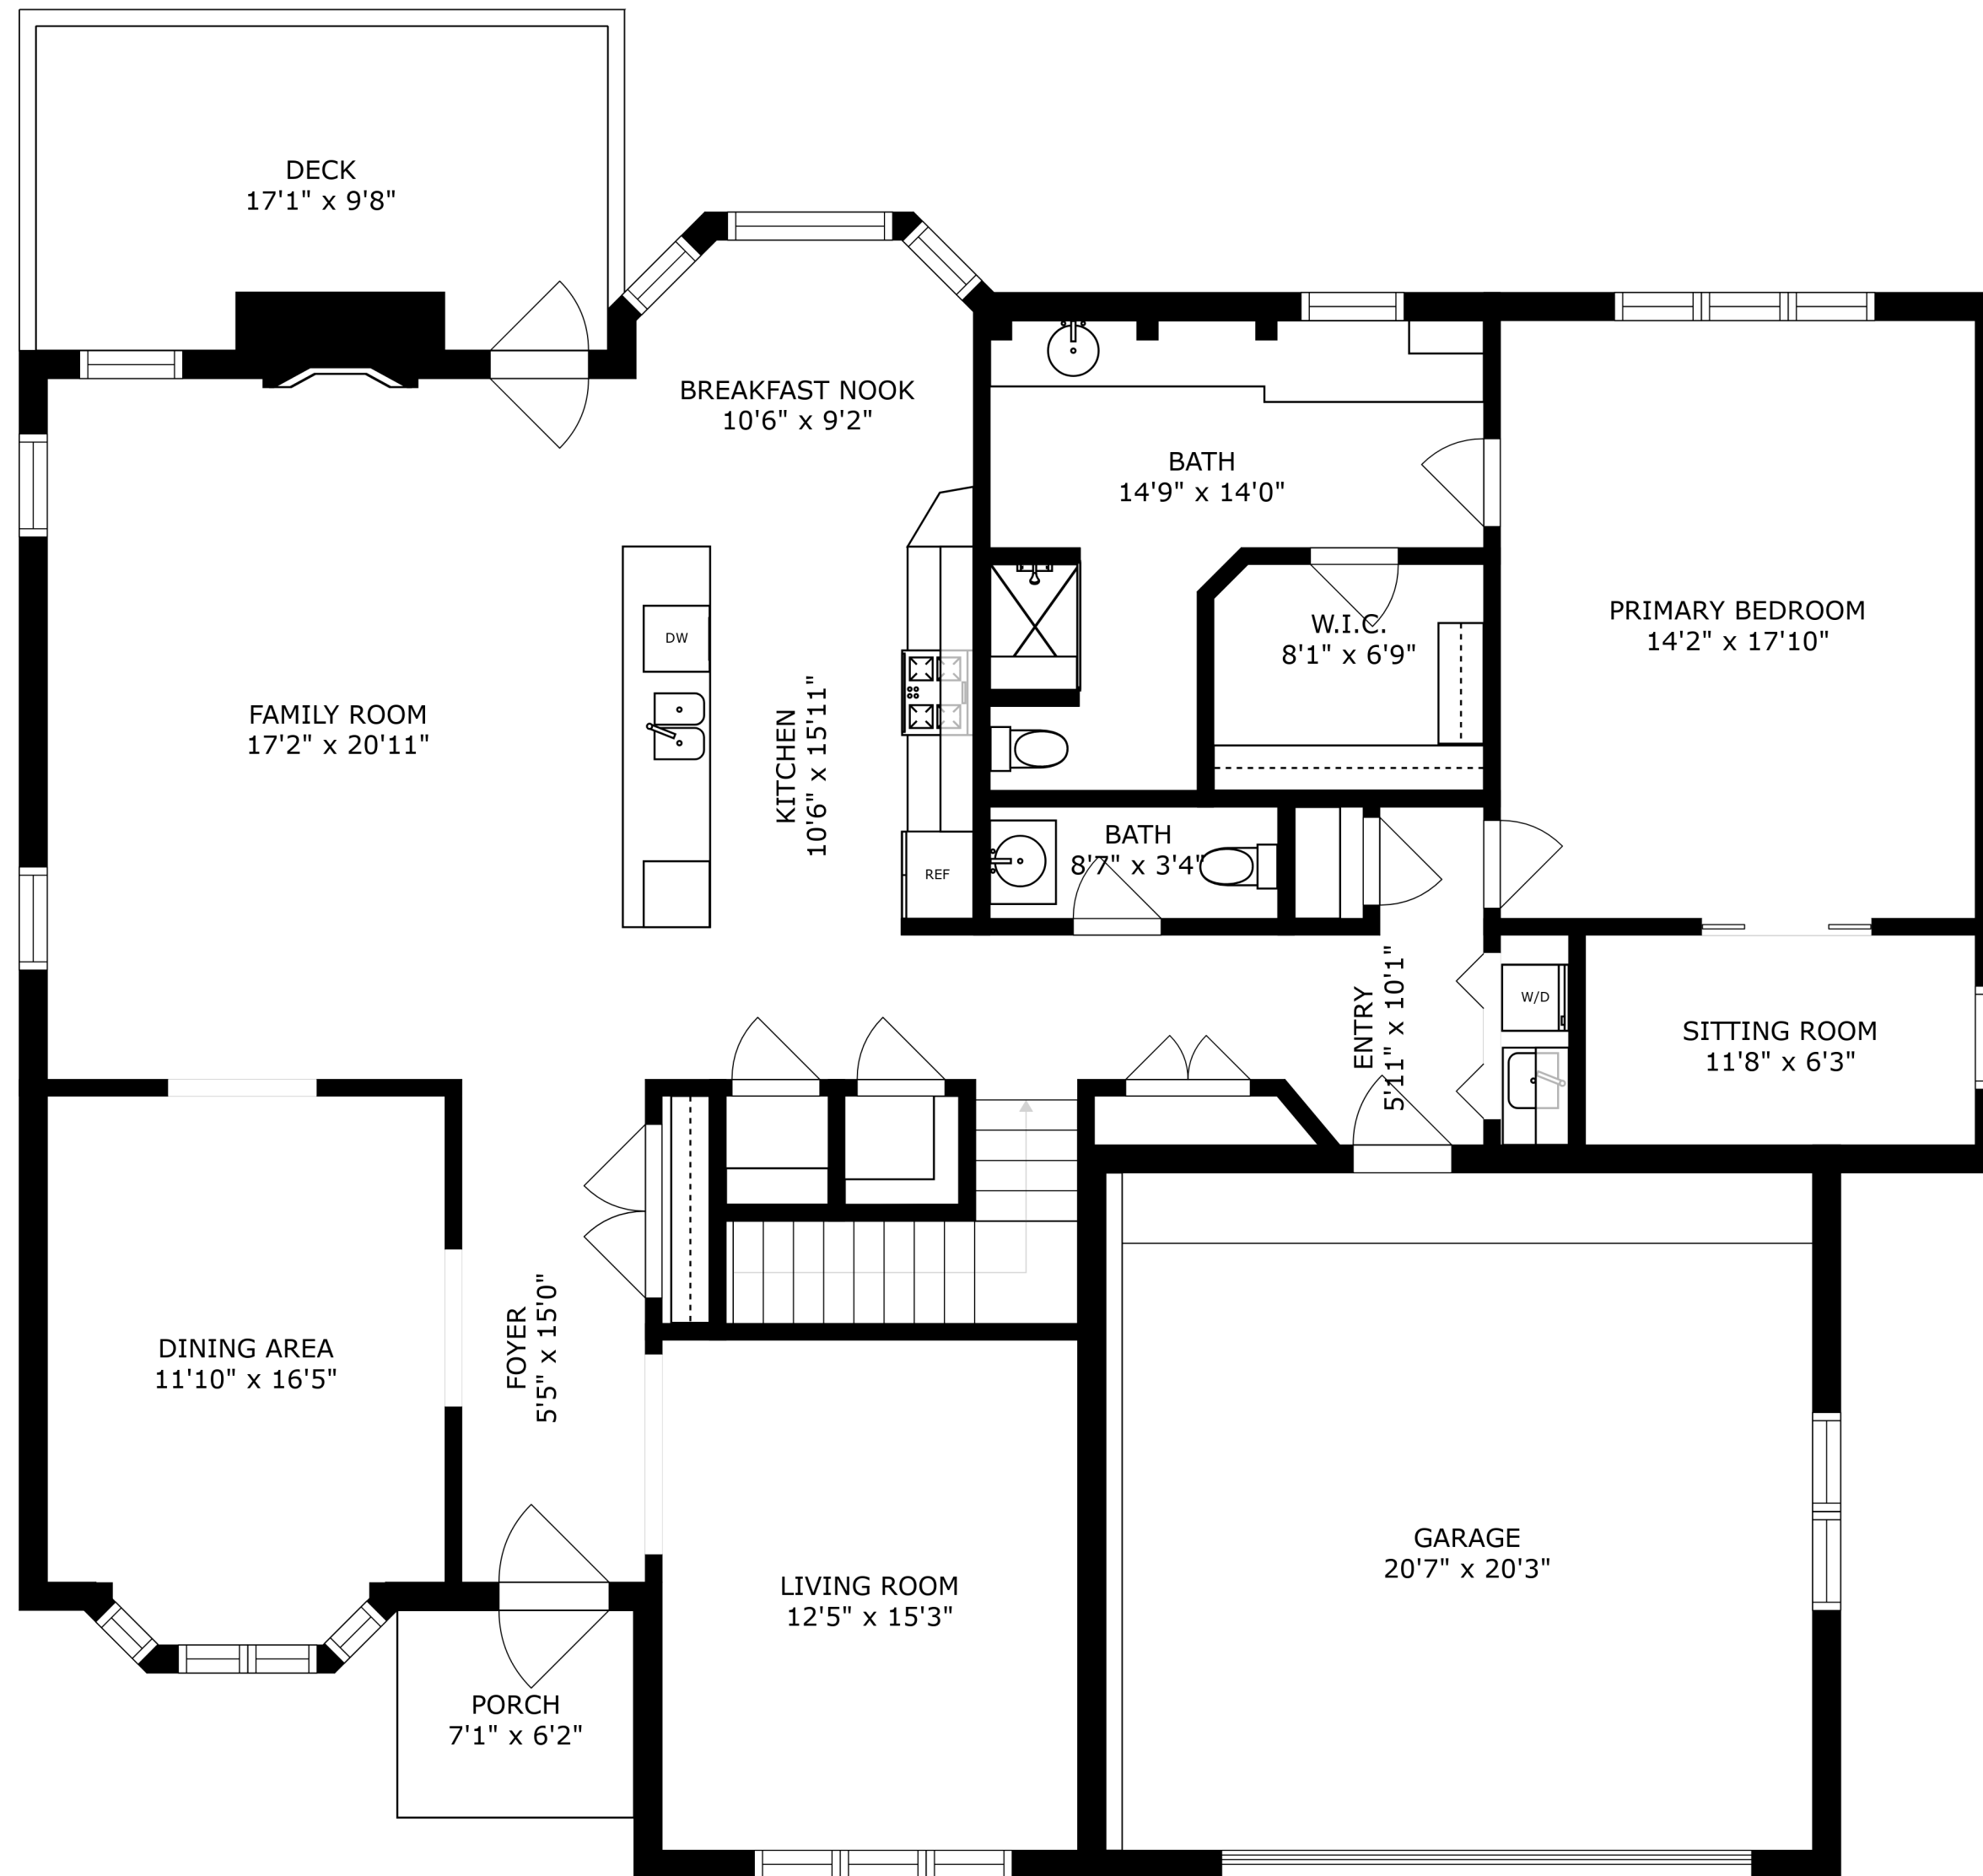 DECK
17'1" x 9'8"
BREAKFAST NOOK
10'6" x 9'2"
BATH
14'9" x 14'0"
PRIMARY BEDROOM
14'2" x 17'10"
W.I.C.
8'1" x 6'9"
DW
FAMILY ROOM
17'2" x 20'11"
KITCHEN
10'6" x 15'11"
BATH
8'7" x 3'4"
REF
ENTRY
5'11" x 10'1"
W/D
SITTING ROOM
11'8" x 6'3"
DINING AREA
11'10" x 16'5"
FOYER
5'5" x 15'0"
LIVING ROOM
12'5" x 15'3"
GARAGE
20'7" x 20'3"
PORCH
7'1" x 6'2"